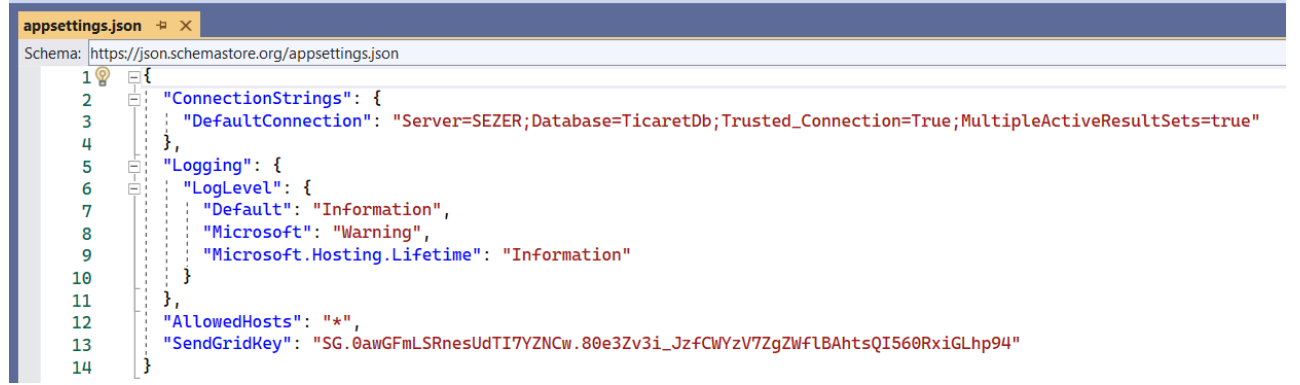 appsettings.json
Schema: https://json.schemastore.org/appsettings.json
1 {
2 "ConnectionStrings": {
3 "DefaultConnection": "Server=SEZER;Database=TicaretDb;Trusted_Connection=True;MultipleActiveResultSets=true"
4 },
5 "Logging": {
6 "LogLevel": {
7 "Default": "Information",
8 "Microsoft": "Warning",
9 "Microsoft.Hosting.Lifetime": "Information"
10 }
11 },
12 "AllowedHosts": "*",
13 "SendGridKey": "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"
14 }